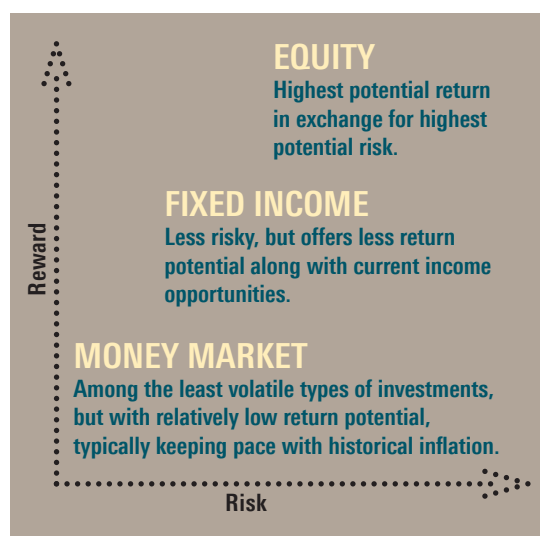 EQUITY
Highest potential return
in exchange for highest
potential risk.
FIXED INCOME
Less risky, but offers less return
potential along with current income
opportunities.
Reward
MONEY MARKET
Among the least volatile types of investments,
but with relatively low return potential,
typically keeping pace with historical inflation.
Risk